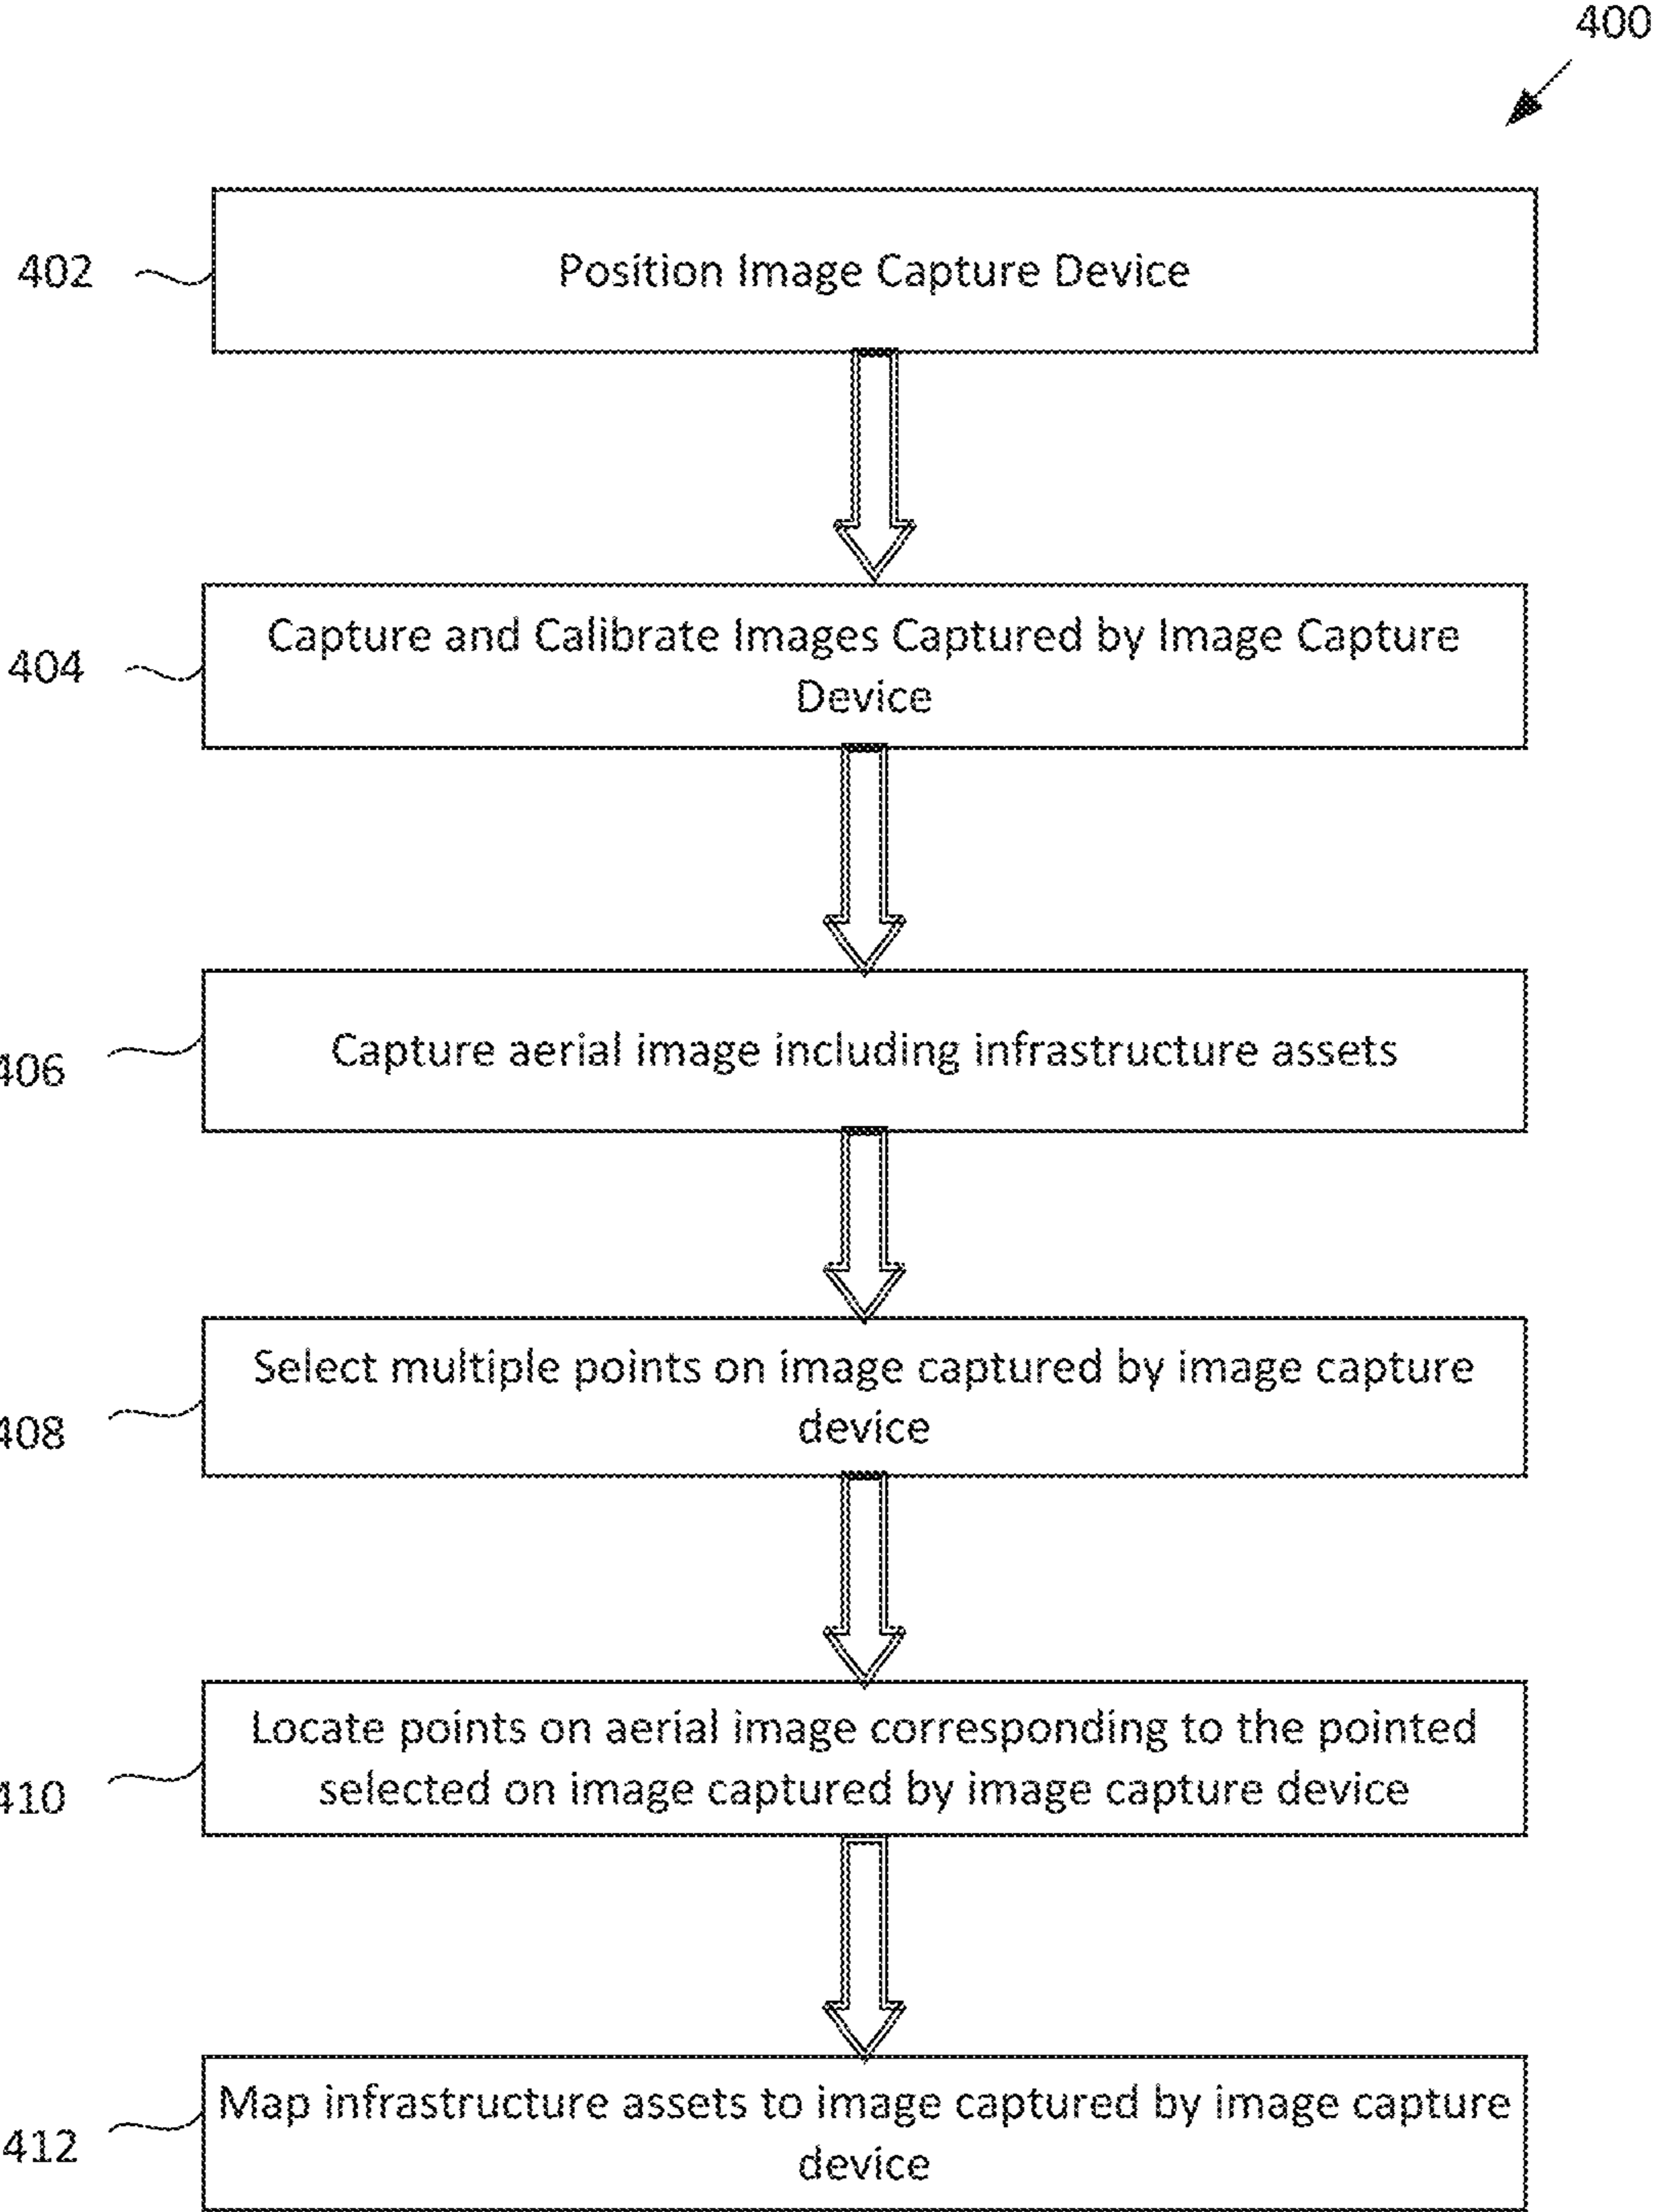 400
402
Position Image Capture Device
404
Capture and Calibrate Images Captured by Image Capture
Device
406
Capture aerial image including infrastructure assets
408
Select multiple points on image captured by image capture
device
410
Locate points on aerial image corresponding to the pointed
selected on image captured by image capture device
412
Map infrastructure assets to image captured by image capture
device